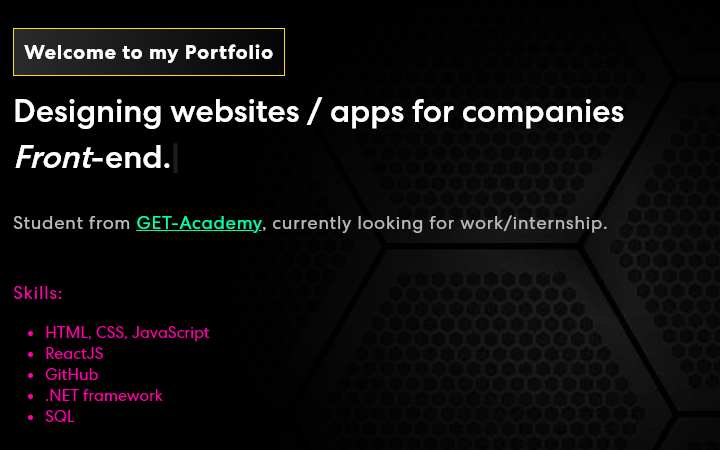 Welcome to my Portfolio
Designing websites / apps for companies
Front-end.
Student from GET-Academy, currently looking for work/internship.
Skills:
• HTML, CSS, JavaScript
• ReactJS
• GitHub
• .NET framework
• SQL